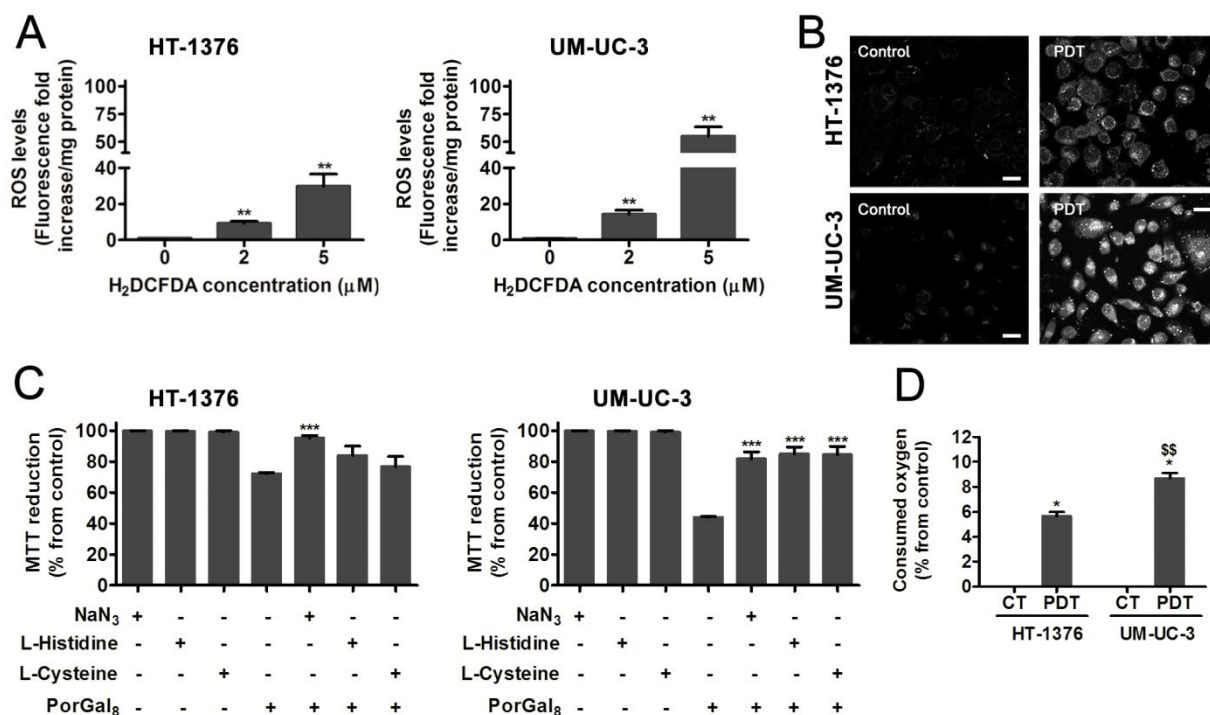 A
HT-1376
ROS levels
(Fluorescence fold
increase/mg protein)
100
75
50
40
20
0
**
**
0 2 5
H₂DCFDA concentration (μM)
UM-UC-3
ROS levels
(Fluorescence fold
increase/mg protein)
100
75
50
40
20
0
**
**
0 2 5
H₂DCFDA concentration (μM)
B
HT-1376
Control
PDT
UM-UC-3
Control
PDT
C
HT-1376
MTT reduction
(% from control)
100
80
60
40
20
0
***
NaN₃ + - - - + - -
L-Histidine - + - - - + -
L-Cysteine - - + - - - +
PorGal₈ - - - + + + +
UM-UC-3
MTT reduction
(% from control)
100
80
60
40
20
0
*** *** ***
+ - - - + - -
- + - - - + -
- - + - - - +
- - - + + + +
D
Consumed oxygen
(% from control)
12
10
8
6
4
2
0
*
$$
*
CT PDT CT PDT
HT-1376 UM-UC-3